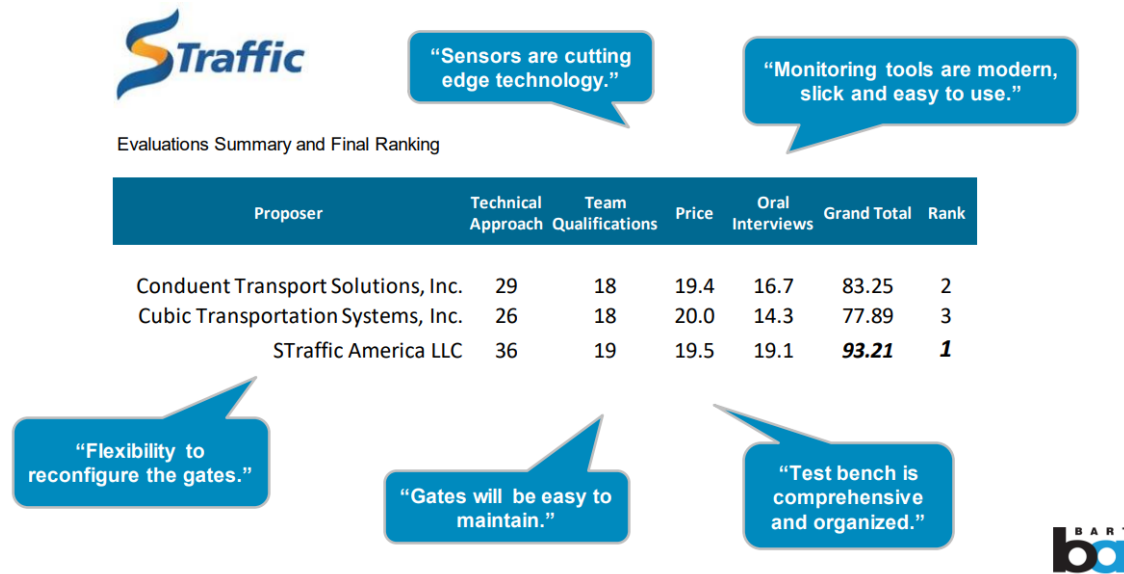 STraffic
“Sensors are cutting
edge technology.”
“Monitoring tools are modern,
slick and easy to use.”
Evaluations Summary and Final Ranking
Proposer Technical Approach Team Qualifications Price Oral Interviews Grand Total Rank
Conduent Transport Solutions, Inc. 29 18 19.4 16.7 83.25 2
Cubic Transportation Systems, Inc. 26 18 20.0 14.3 77.89 3
STraffic America LLC 36 19 19.5 19.1 93.21 1
“Flexibility to
reconfigure the gates.”
“Gates will be easy to
maintain.”
“Test bench is
comprehensive
and organized.”
BART
ba